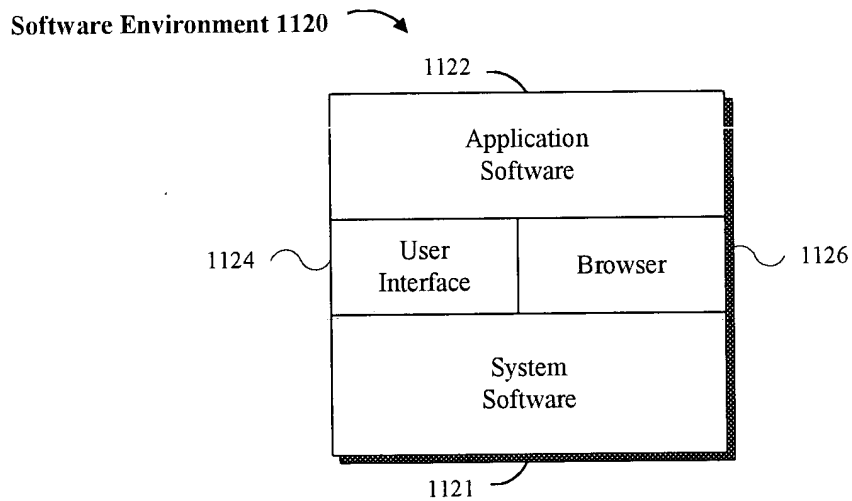 Software Environment 1120
1122
Application
Software
1124
User
Interface
Browser
1126
System
Software
1121